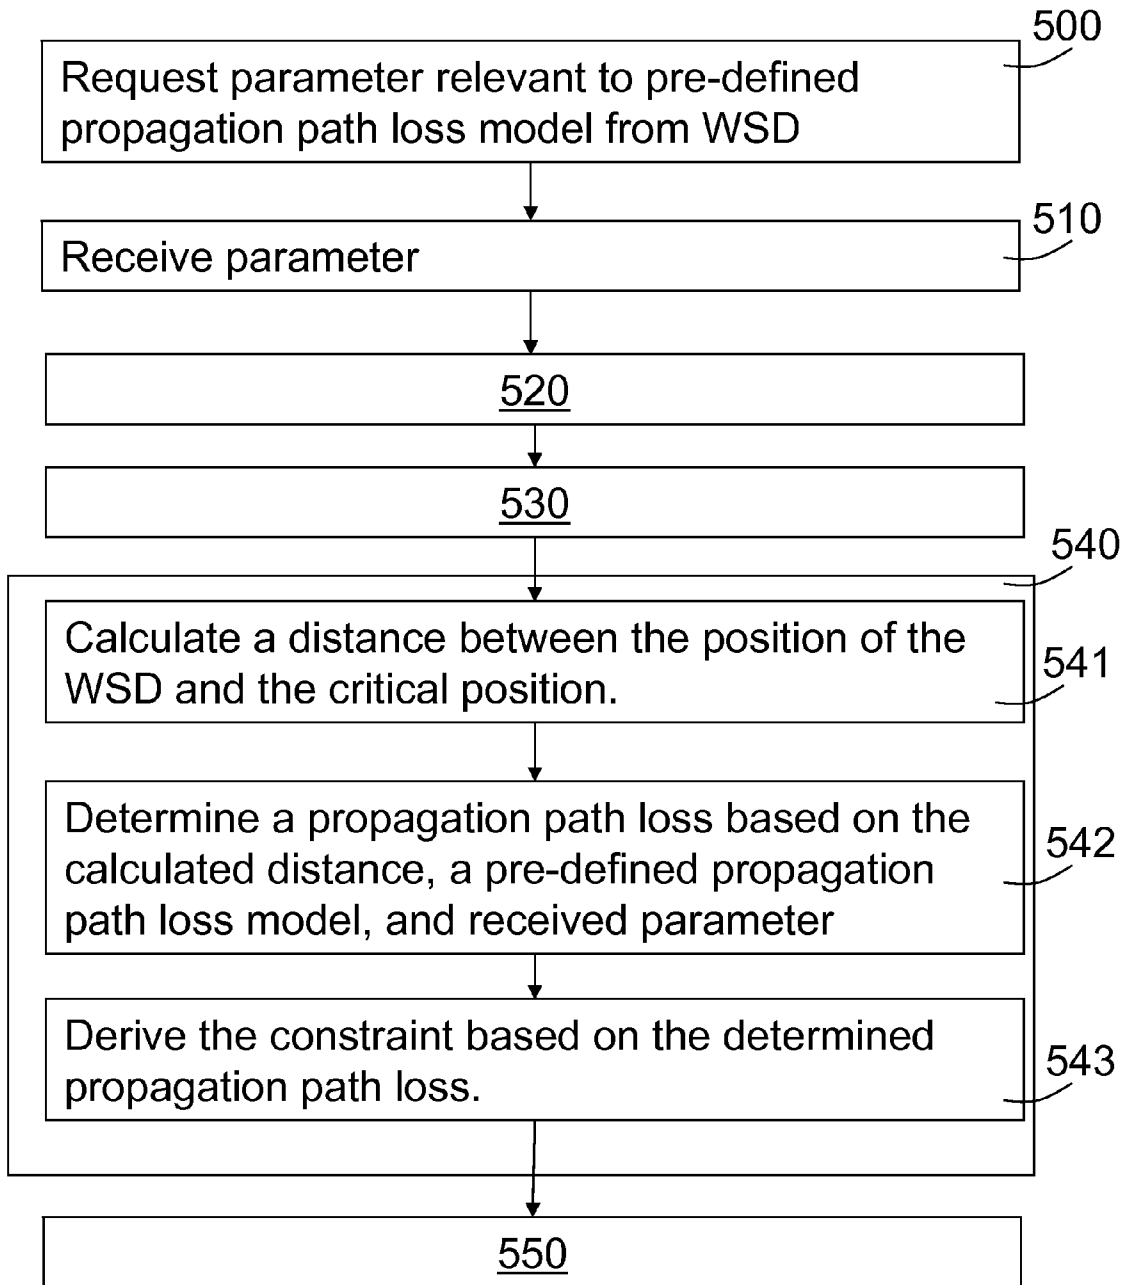 500
Request parameter relevant to pre-defined
propagation path loss model from WSD
510
Receive parameter
520
530
540
Calculate a distance between the position of the
WSD and the critical position.
541
Determine a propagation path loss based on the
calculated distance, a pre-defined propagation
path loss model, and received parameter
542
Derive the constraint based on the determined
propagation path loss.
543
550